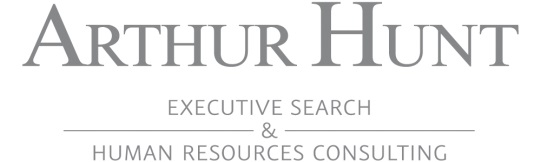 ARTHUR HUNT
EXECUTIVE SEARCH
&
HUMAN RESOURCES CONSULTING